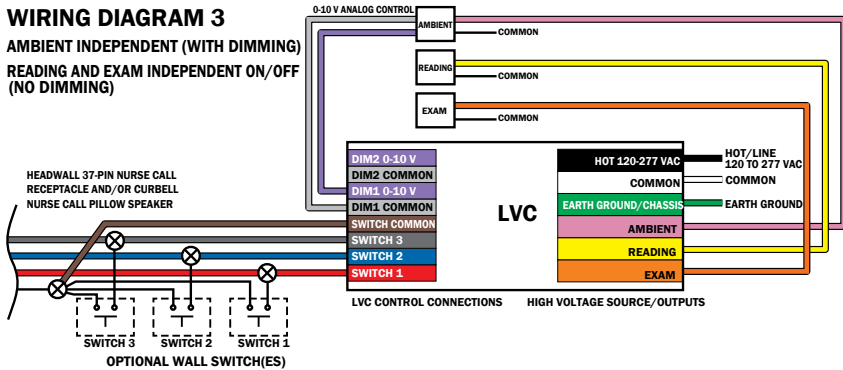 WIRING DIAGRAM 3
AMBIENT INDEPENDENT (WITH DIMMING)
READING AND EXAM INDEPENDENT ON/OFF
(NO DIMMING)
0-10 V ANALOG CONTROL
AMBIENT
COMMON
READING
COMMON
EXAM
COMMON
HEADWALL 37-PIN NURSE CALL
RECEPTACLE AND/OR CURBELL
NURSE CALL PILLOW SPEAKER
DIM2 0-10 V
DIM2 COMMON
DIM1 0-10 V
DIM1 COMMON
SWITCH COMMON
SWITCH 3
SWITCH 2
SWITCH 1
LVC
HOT 120-277 VAC
COMMON
EARTH GROUND/CHASSIS
AMBIENT
READING
EXAM
HOT/LINE
120 TO 277 VAC
COMMON
EARTH GROUND
LVC CONTROL CONNECTIONS
HIGH VOLTAGE SOURCE/OUTPUTS
SWITCH 3
SWITCH 2
SWITCH 1
OPTIONAL WALL SWITCH(ES)